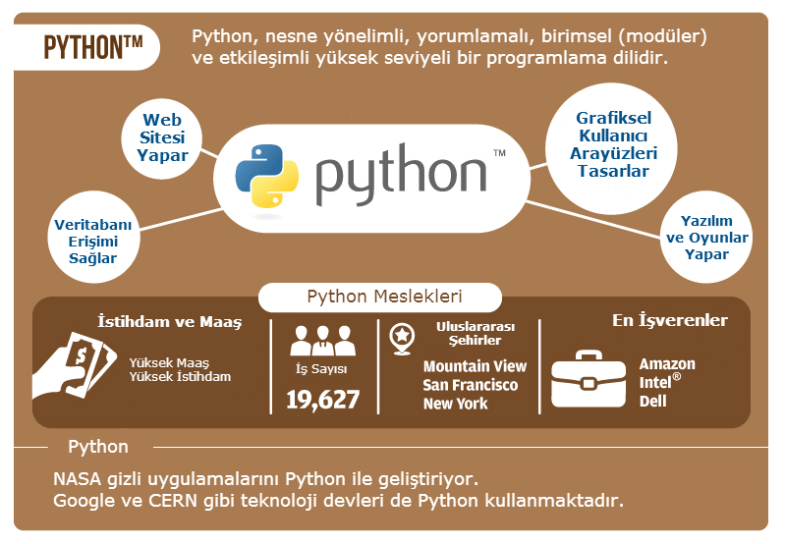 PYTHON™
Python, nesne yönelimli, yorumlamalı, birimsel (modüler)
ve etkileşimli yüksek seviyeli bir programlama dilidir.
Web
Sitesi
Yapar
python™
Grafiksel
Kullanıcı
Arayüzleri
Tasarlar
Veritabanı
Erişimi
Sağlar
Yazılım
ve Oyunlar
Yapar
Python Meslekleri
İstihdam ve Maaş
$
Yüksek Maaş
Yüksek İstihdam
İş Sayısı
19,627
Uluslararası
Şehirler
Mountain View
San Francisco
New York
En İşverenler
Amazon
Intel®
Dell
Python
NASA gizli uygulamalarını Python ile geliştiriyor.
Google ve CERN gibi teknoloji devleri de Python kullanmaktadır.